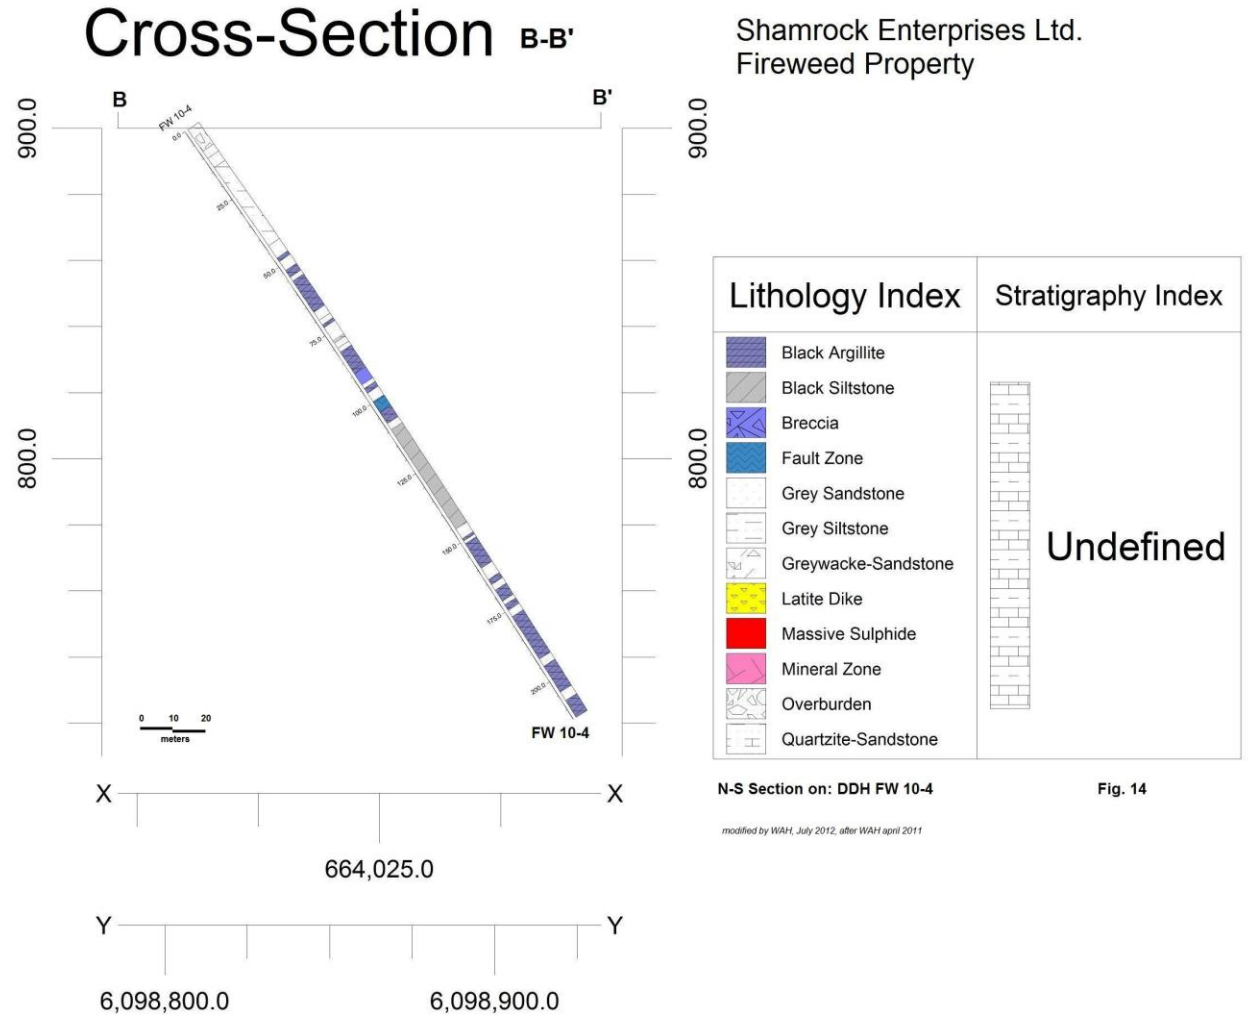 Cross-Section B-B'
Shamrock Enterprises Ltd.
Fireweed Property
B
B'
900.0
900.0
FW 10-4
0.0
25.0
50.0
75.0
100.0
125.0
150.0
175.0
200.0
FW 10-4
800.0
800.0
0 10 20
meters
Lithology Index
Stratigraphy Index
Black Argillite
Black Siltstone
Breccia
Fault Zone
Grey Sandstone
Grey Siltstone
Greywacke-Sandstone
Latite Dike
Massive Sulphide
Mineral Zone
Overburden
Quartzite-Sandstone
Undefined
N-S Section on: DDH FW 10-4
Fig. 14
modified by WAH, July 2012, after WAH april 2011
X
X
664,025.0
Y
Y
6,098,800.0
6,098,900.0